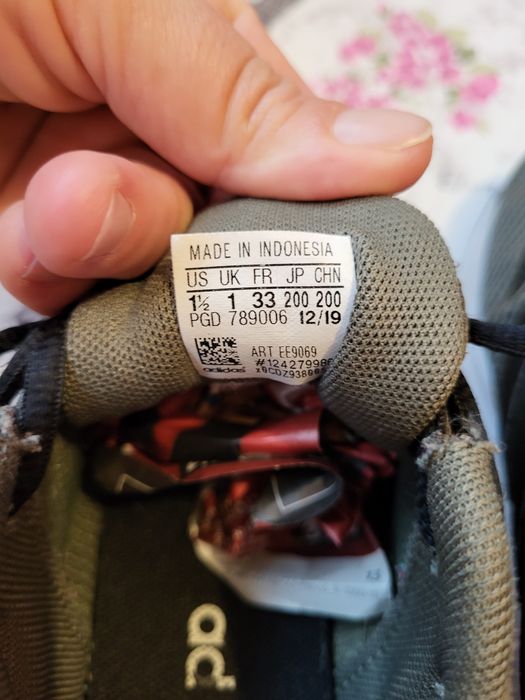 MADE IN INDONESIA
US UK FR JP CHN
1½ 1 33 200 200
PGD 789006 12/19
ART EE9069
adidas
ad